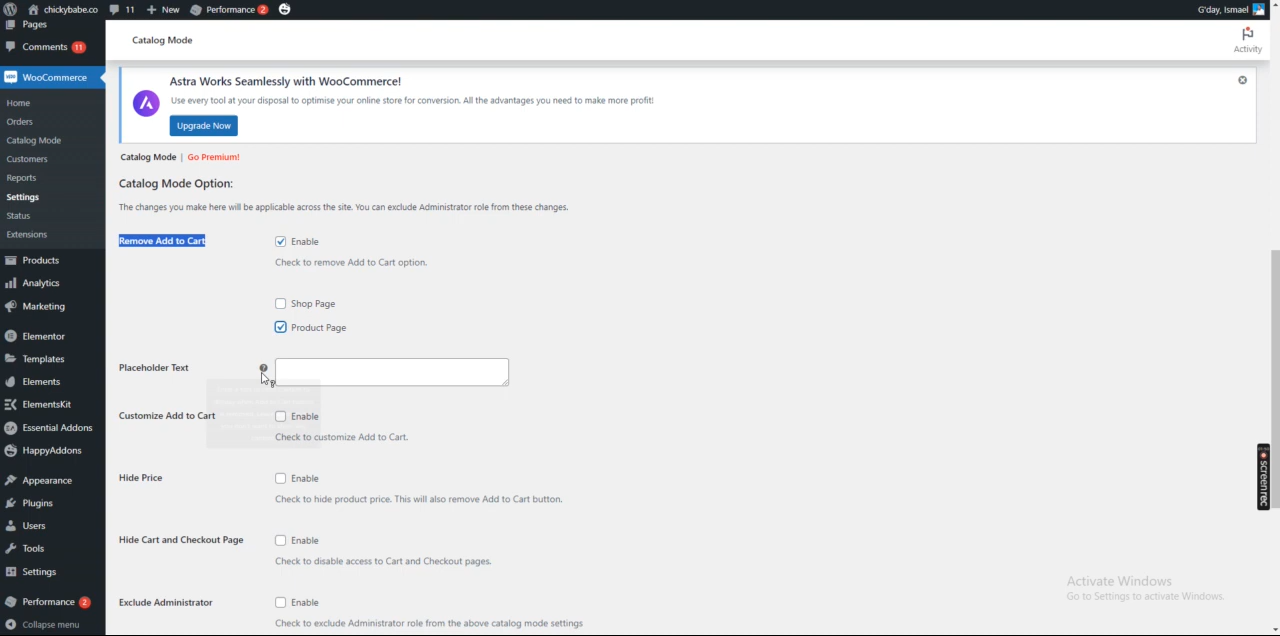 chickybabe.co
11
New
Performance 2
G'day, Ismael
Pages
Comments 11
WooCommerce
Home
Orders
Catalog Mode
Customers
Reports
Settings
Status
Extensions
Products
Analytics
Marketing
Elementor
Templates
Elements
ElementsKit
Essential Addons
HappyAddons
Appearance
Plugins
Users
Tools
Settings
Performance 2
Collapse menu
Catalog Mode
Activity
Astra Works Seamlessly with WooCommerce!
Use every tool at your disposal to optimise your online store for conversion. All the advantages you need to make more profit!
Upgrade Now
Catalog Mode | Go Premium!
Catalog Mode Option:
The changes you make here will be applicable across the site. You can exclude Administrator role from these changes.
Remove Add to Cart
Enable
Check to remove Add to Cart option.
Shop Page
Product Page
Placeholder Text
Customize Add to Cart
Enable
Check to customize Add to Cart.
Hide Price
Enable
Check to hide product price. This will also remove Add to Cart button.
Hide Cart and Checkout Page
Enable
Check to disable access to Cart and Checkout pages.
Exclude Administrator
Enable
Check to exclude Administrator role from the above catalog mode settings
screenrec
Activate Windows
Go to Settings to activate Windows.